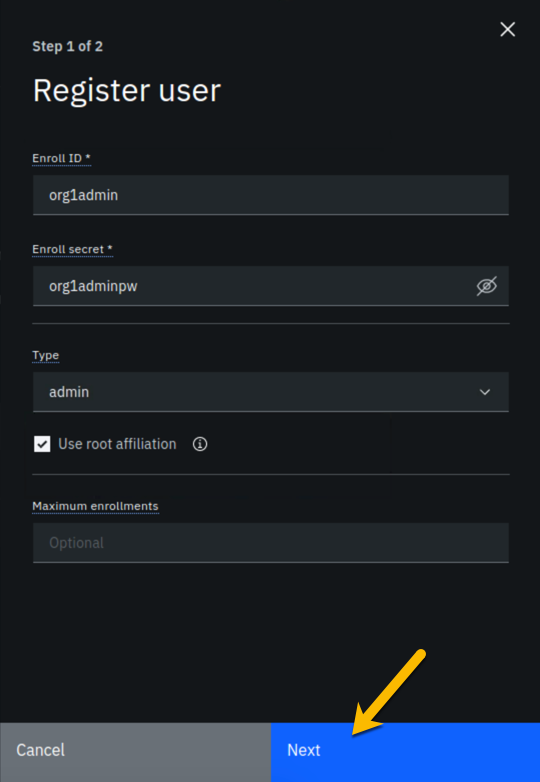 Step 1 of 2
Register user
Enroll ID *
org1admin
Enroll secret *
org1adminpw
Type
admin
Use root affiliation
Maximum enrollments
Optional
Cancel
Next